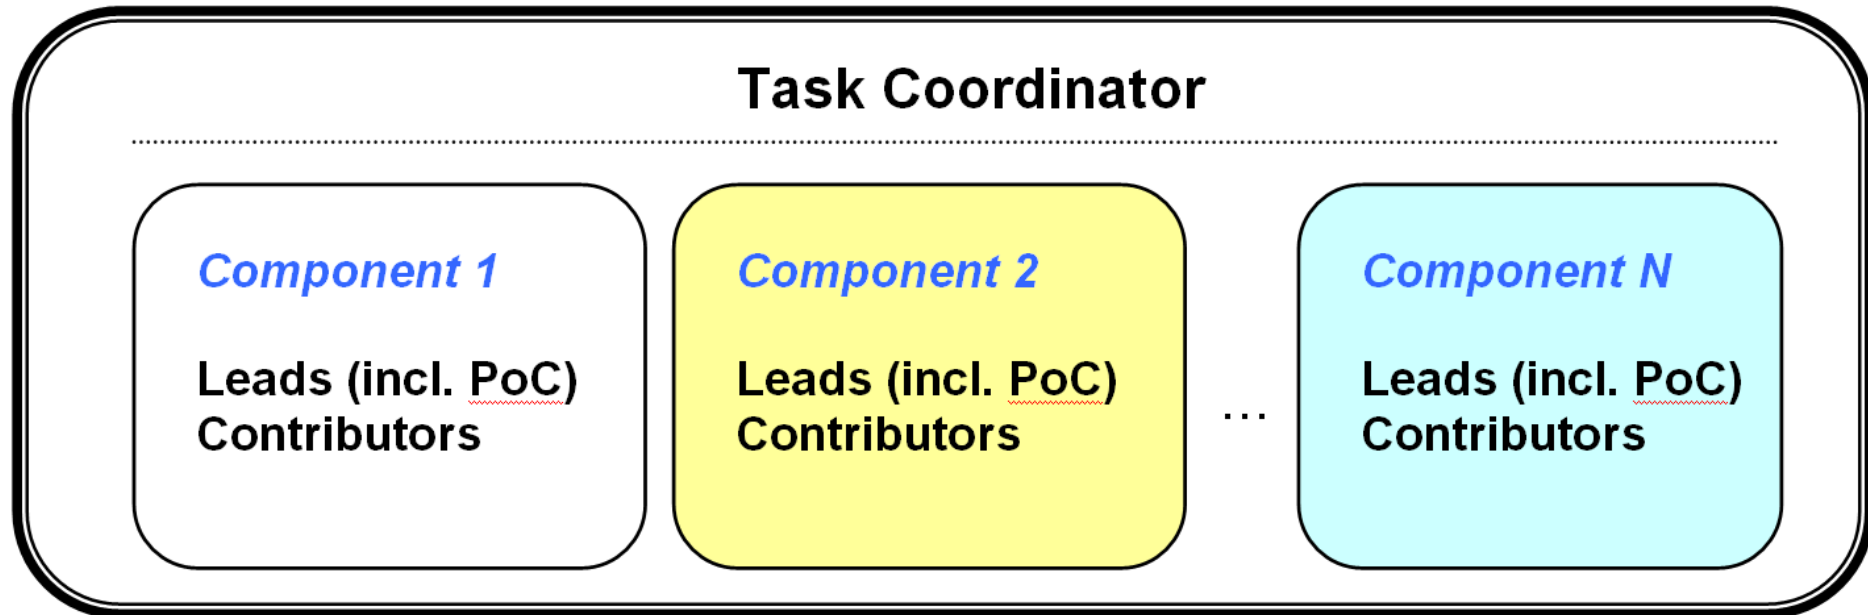 Task Coordinator
Component 1
Leads (incl. PoC)
Contributors
Component 2
Leads (incl. PoC)
Contributors
...
Component N
Leads (incl. PoC)
Contributors